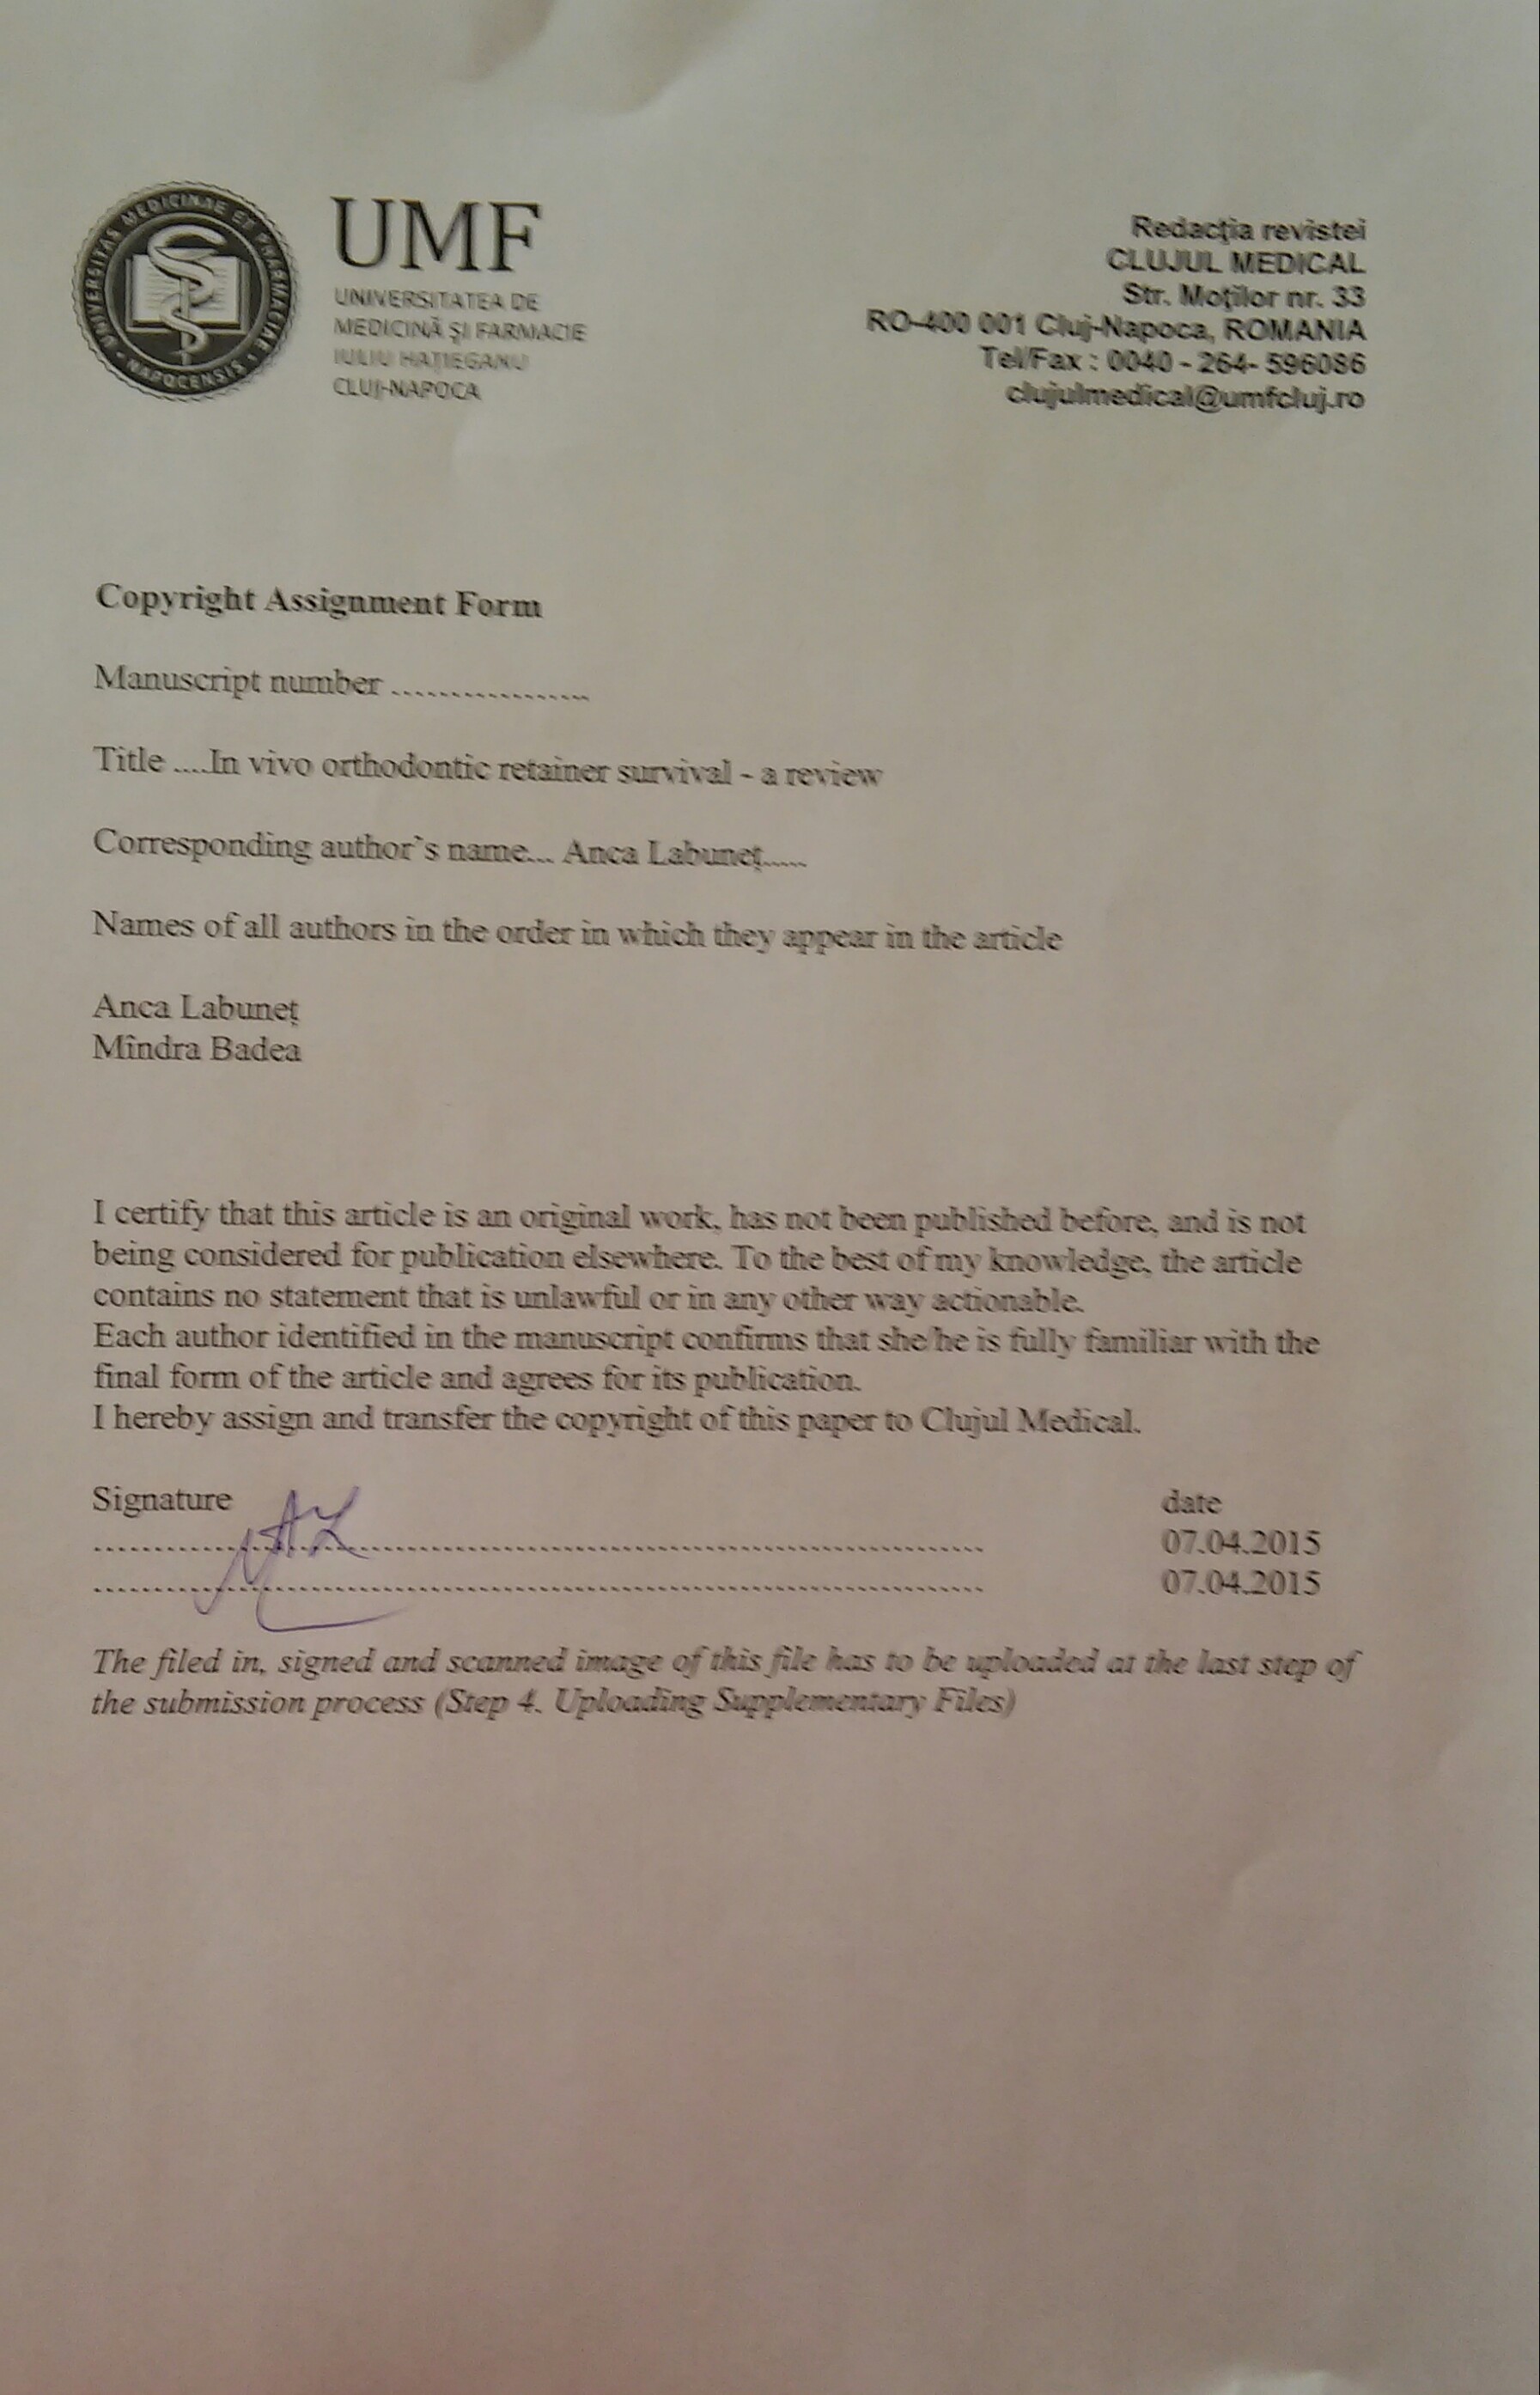 UNIVERSITAS MEDICINAE ET PHARMACIAE
NAPOCENSIS
UMF
UNIVERSITATEA DE
MEDICINĂ ŞI FARMACIE
IULIU HAŢIEGANU
CLUJ-NAPOCA
Redacţia revistei
CLUJUL MEDICAL
Str. Moţilor nr. 33
RO-400 001 Cluj-Napoca, ROMANIA
Tel/Fax : 0040 - 264- 596086
clujulmedical@umfcluj.ro
Copyright Assignment Form
Manuscript number .................
Title ....In vivo orthodontic retainer survival - a review
Corresponding author`s name... Anca Labuneț.....
Names of all authors in the order in which they appear in the article
Anca Labuneț
Mîndra Badea
I certify that this article is an original work, has not been published before, and is not
being considered for publication elsewhere. To the best of my knowledge, the article
contains no statement that is unlawful or in any other way actionable.
Each author identified in the manuscript confirms that she/he is fully familiar with the
final form of the article and agrees for its publication.
I hereby assign and transfer the copyright of this paper to Clujul Medical.
Signature date
07.04.2015
07.04.2015
The filed in, signed and scanned image of this file has to be uploaded at the last step of
the submission process (Step 4. Uploading Supplementary Files)